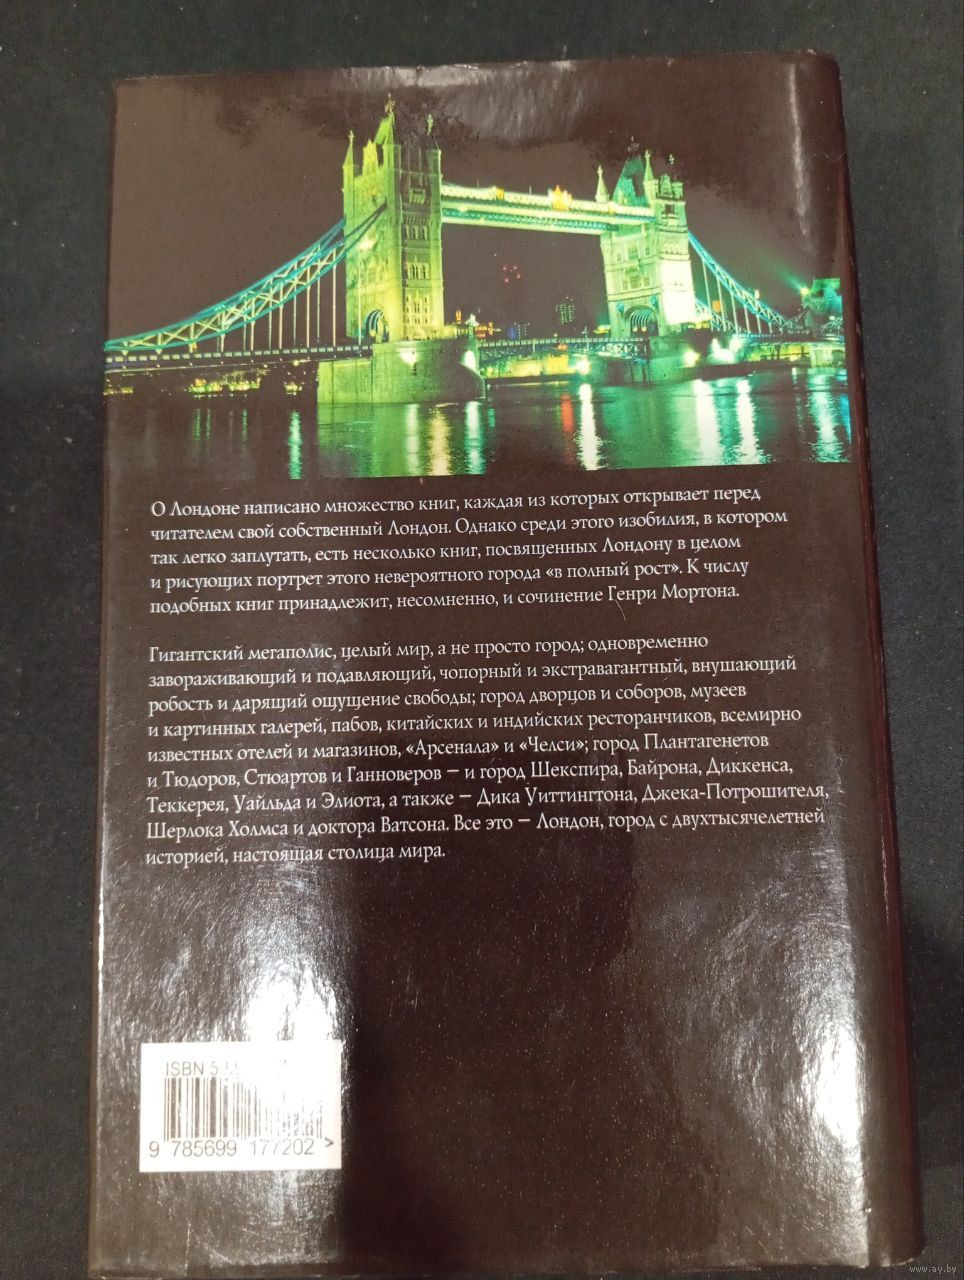 О Лондоне написано множество книг, каждая из которых открывает перед
читателем свой собственный Лондон. Однако среди этого изобилия, в котором
так легко заплутать, есть несколько книг, посвященных Лондону в целом
и рисующих портрет этого невероятного города «в полный рост». К числу
подобных книг принадлежит, несомненно, и сочинение Генри Мортона.
Гигантский мегаполис, целый мир, а не просто город; одновременно
завораживающий и подавляющий, чопорный и экстравагантный, внушающий
робость и дарящий ощущение свободы; город дворцов и соборов, музеев
и картинных галерей, пабов, китайских и индийских ресторанчиков, всемирно
известных отелей и магазинов, «Арсенала» и «Челси»; город Плантагенетов
и Тюдоров, Стюартов и Ганноверов – и город Шекспира, Байрона, Диккенса,
Теккерея, Уайльда и Элиота, а также – Дика Уиттингтона, Джека-Потрошителя,
Шерлока Холмса и доктора Ватсона. Все это – Лондон, город с двухтысячелетней
историей, настоящая столица мира.
ISBN
9 785699 177202 >
www.ay.by